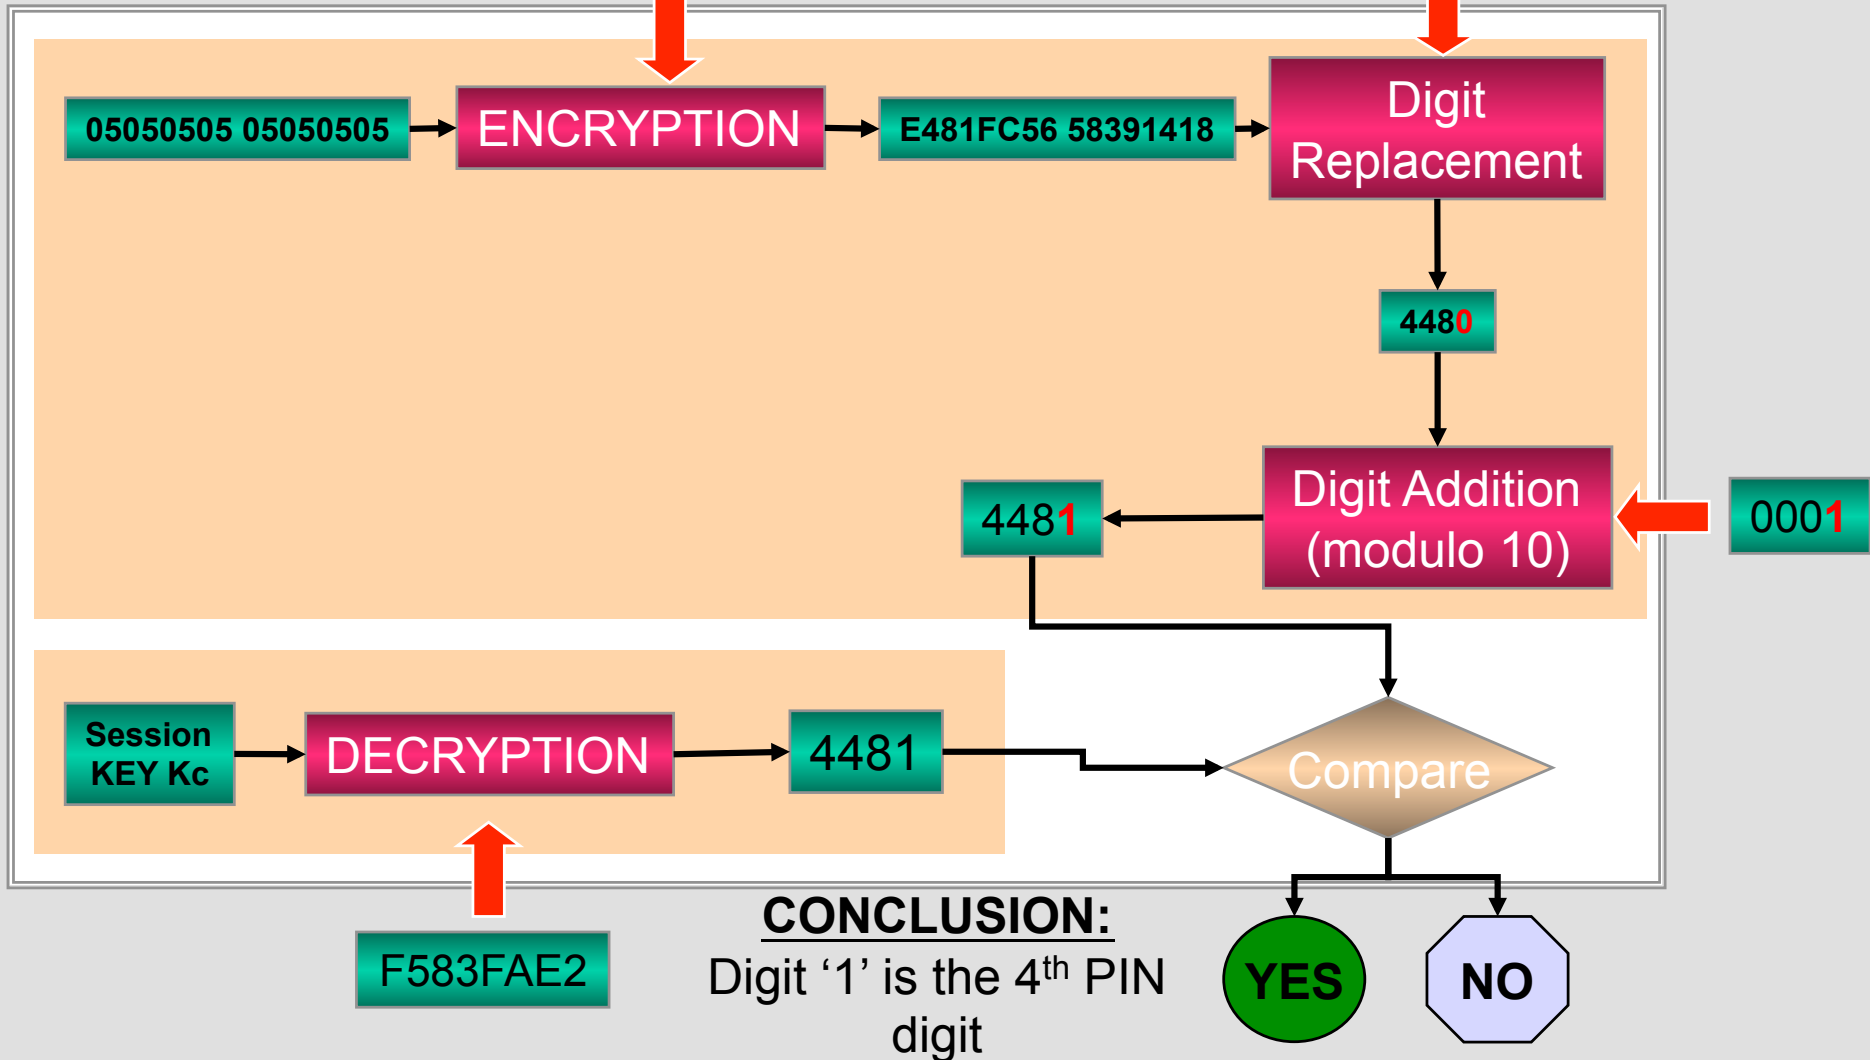 05050505 05050505
ENCRYPTION
E481FC56 58391418
Digit
Replacement
4480
Digit Addition
(modulo 10)
0001
4481
Session
KEY Kc
DECRYPTION
4481
Compare
F583FAE2
CONCLUSION:
Digit ‘1’ is the 4th PIN
digit
YES
NO